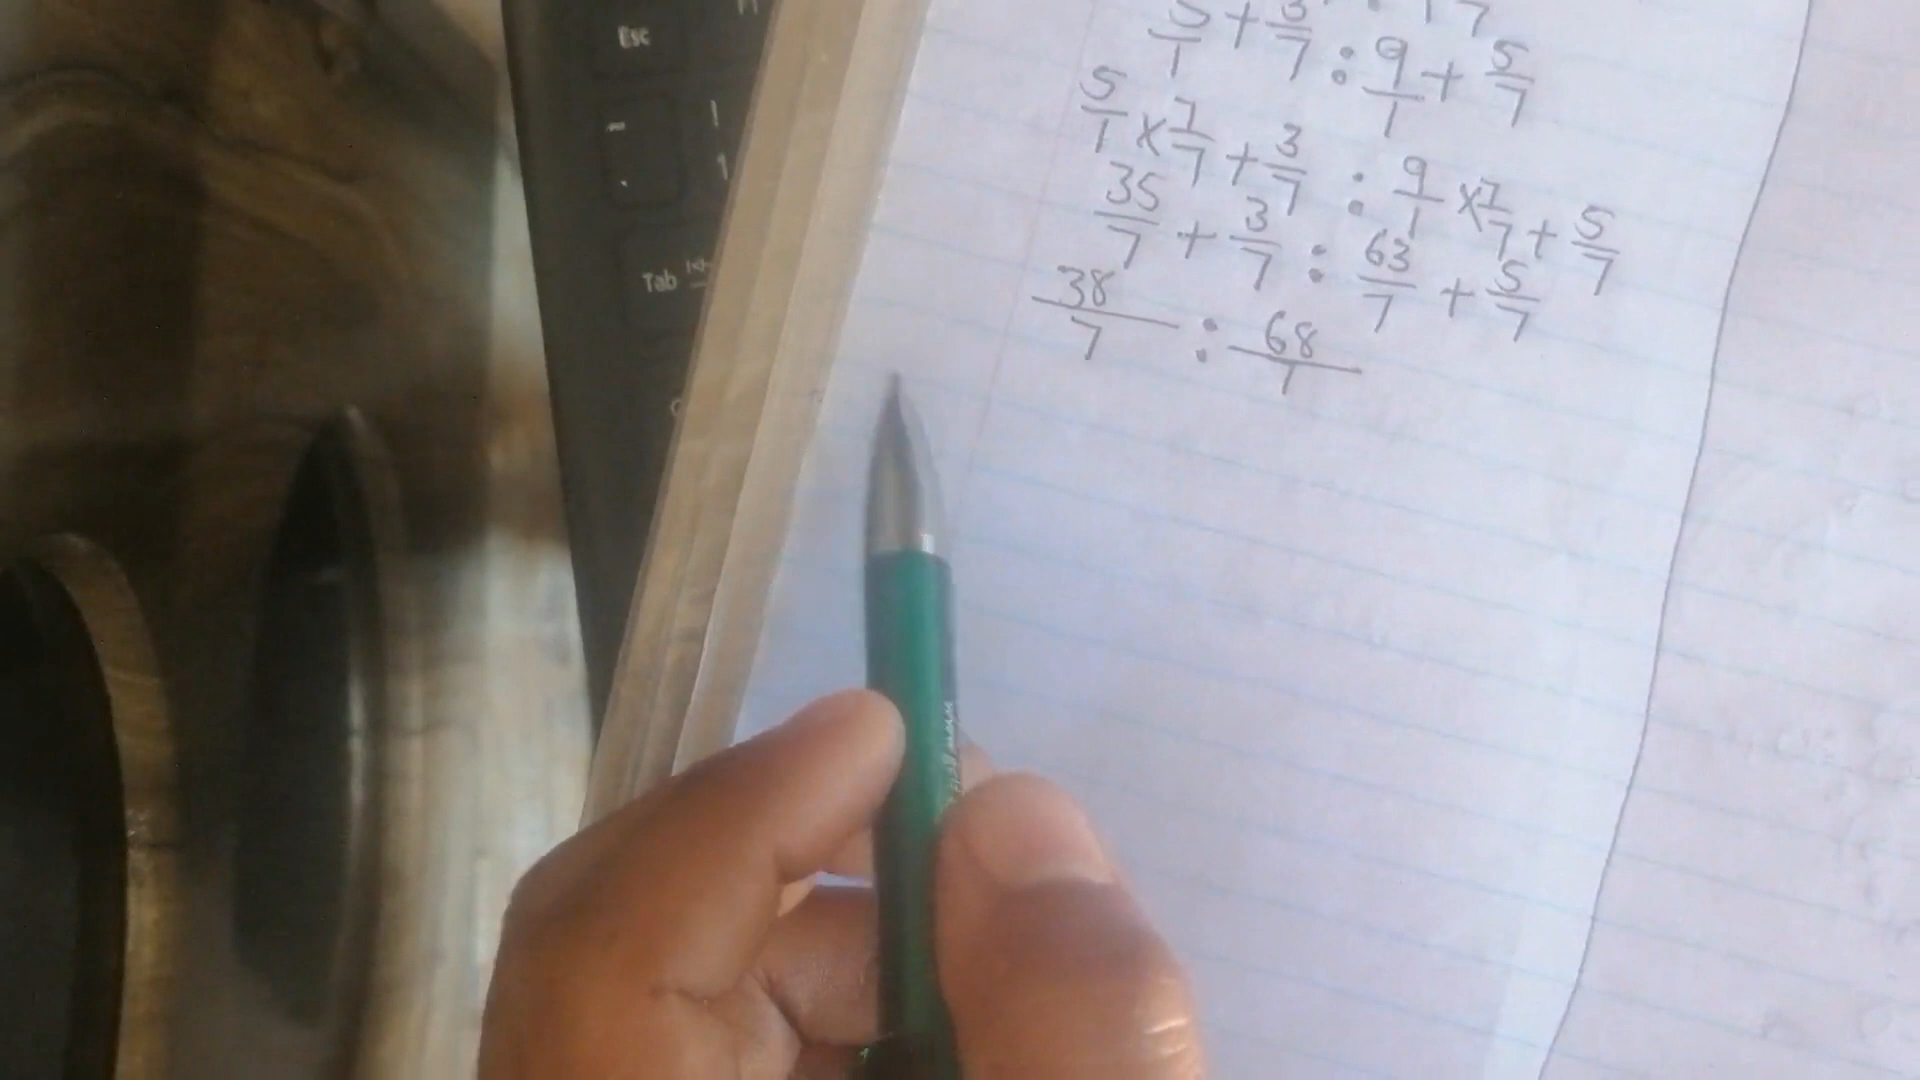 Esc
Tab
5/1 + 3/7 : 9/1 + 5/7
5/1 x 7/7 + 3/7 : 9/1 x 7/7 + 5/7
35/7 + 3/7 : 63/7 + 5/7
38/7 : 68/1